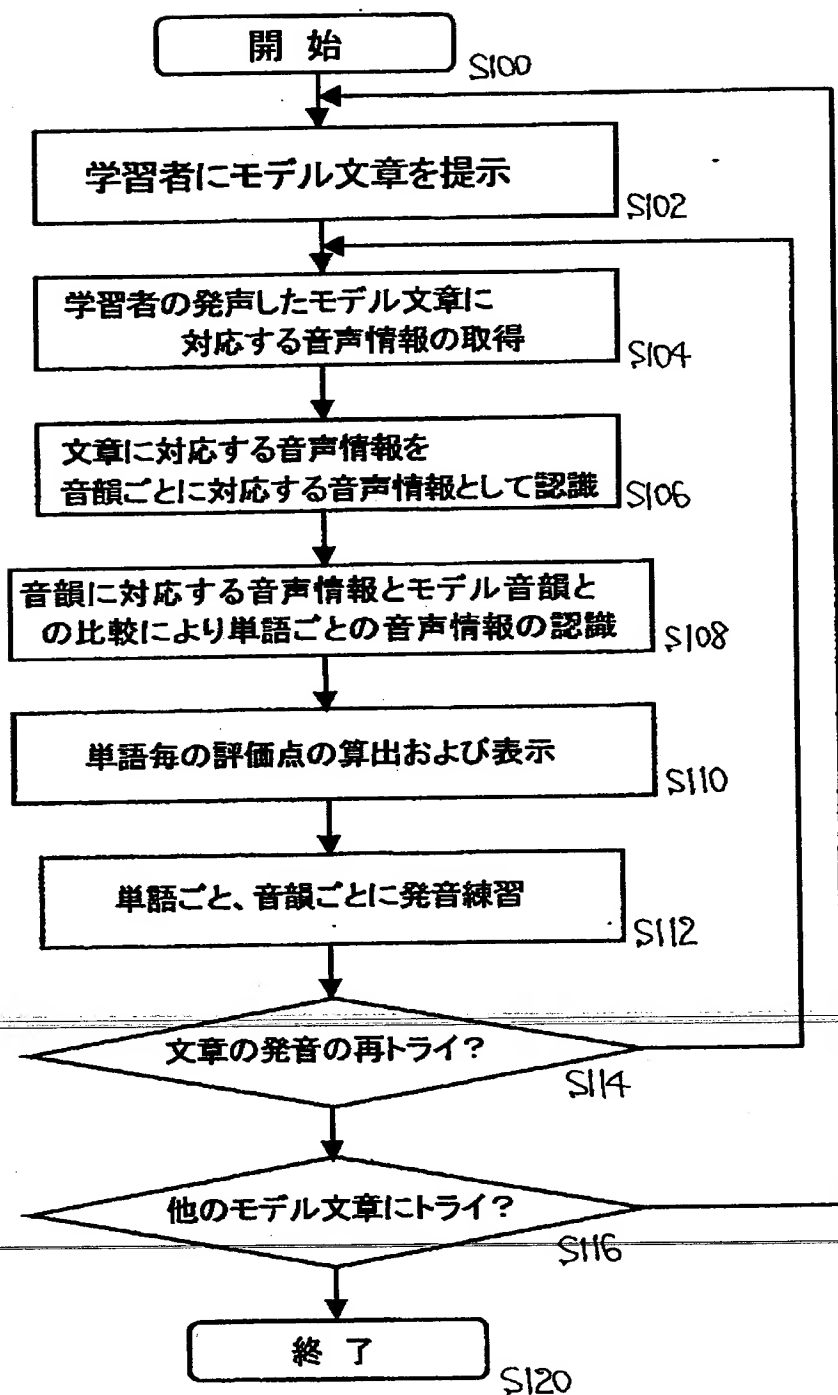 開 始
S100
学習者にモデル文章を提示
S102
学習者の発声したモデル文章に
対応する音声情報の取得
S104
文章に対応する音声情報を
音韻ごとに対応する音声情報として認識
S106
音韻に対応する音声情報とモデル音韻と
の比較により単語ごとの音声情報の認識
S108
単語毎の評価点の算出および表示
S110
単語ごと、音韻ごとに発音練習
S112
文章の発音の再トライ?
S114
他のモデル文章にトライ?
S116
終 了
S120